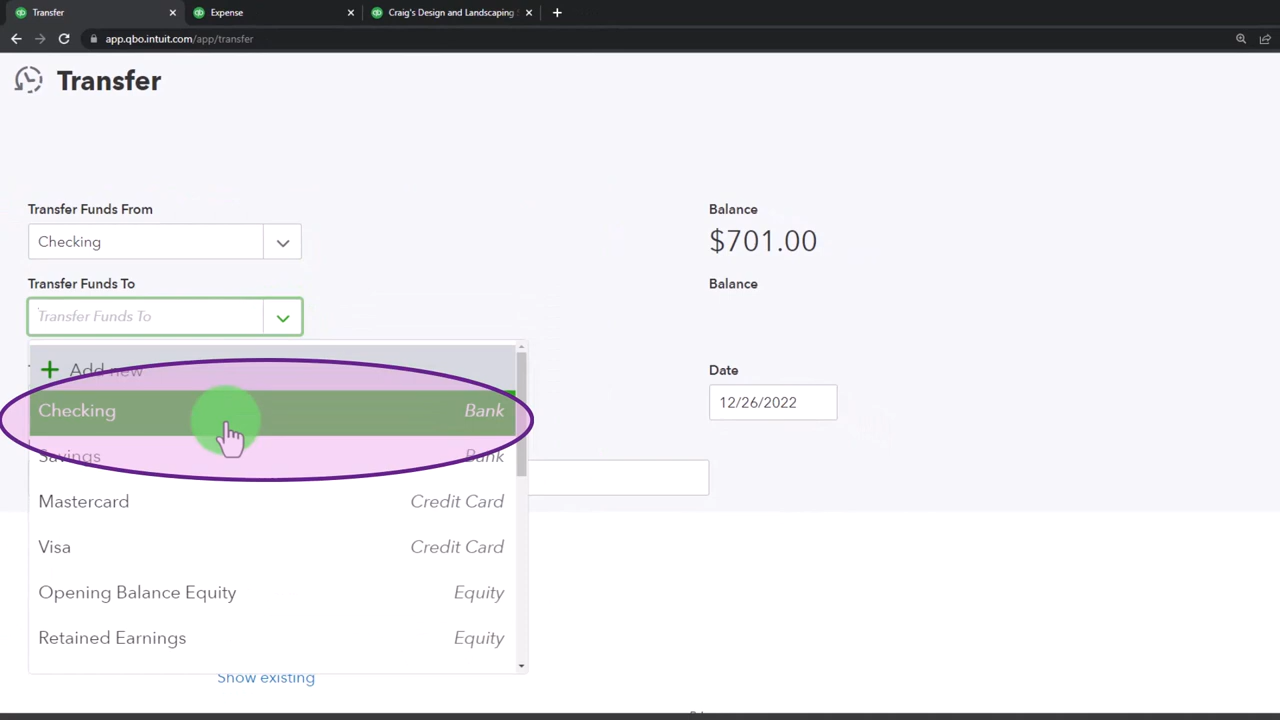 Transfer
Expense
Craig's Design and Landscaping
app.qbo.intuit.com/app/transfer
Transfer
Transfer Funds From
Balance
Checking
$701.00
Transfer Funds To
Balance
Transfer Funds To
Add new
Date
Checking Bank
12/26/2022
Savings Bank
Mastercard Credit Card
Visa Credit Card
Opening Balance Equity Equity
Retained Earnings Equity
Show existing